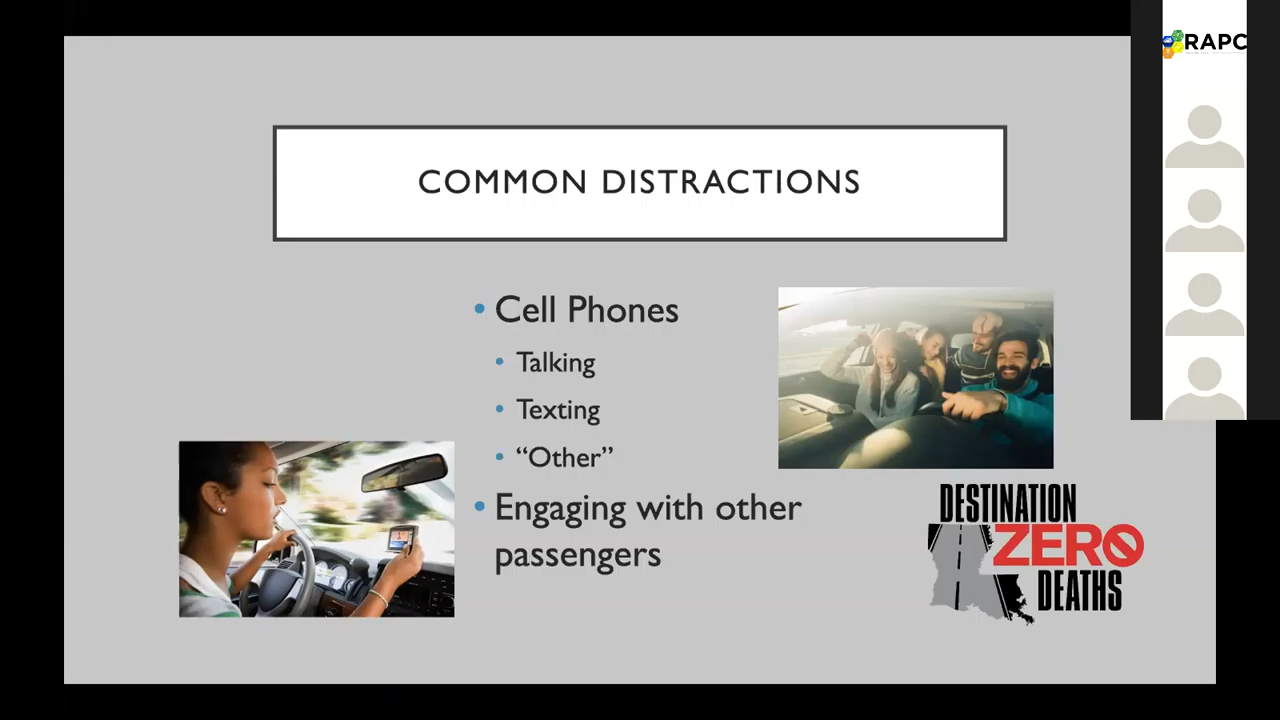 RAPC
COMMON DISTRACTIONS
• Cell Phones
• Talking
• Texting
• “Other”
• Engaging with other
passengers
DESTINATION
ZERO
DEATHS